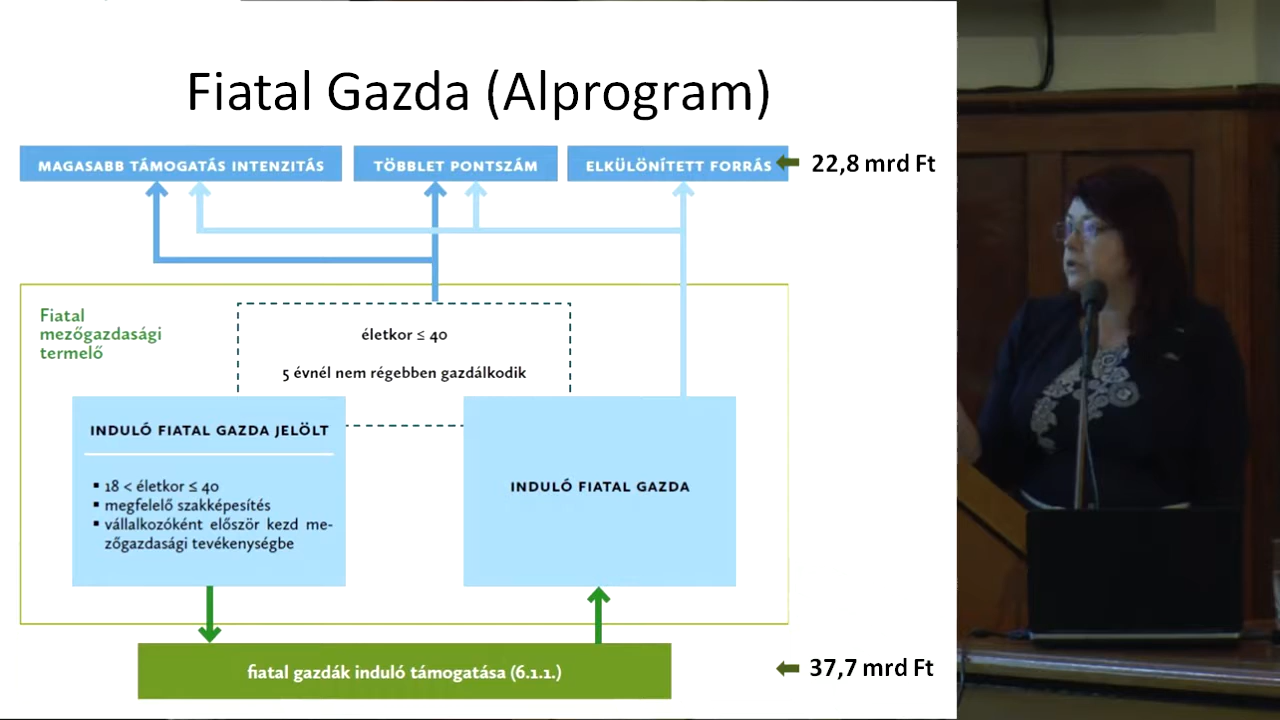 Fiatal Gazda (Alprogram)
MAGASABB TÁMOGATÁS INTENZITÁS
TÖBBLET PONTSZÁM
ELKÜLÖNÍTETT FORRÁS
22,8 mrd Ft
Fiatal
mezőgazdasági
termelő
életkor ≤ 40
5 évnél nem régebben gazdálkodik
INDULÓ FIATAL GAZDA JELÖLT
▪ 18 < életkor ≤ 40
▪ megfelelő szakképesítés
▪ vállalkozóként először kezd me-
zőgazdasági tevékenységbe
INDULÓ FIATAL GAZDA
fiatal gazdák induló támogatása (6.1.1.)
37,7 mrd Ft